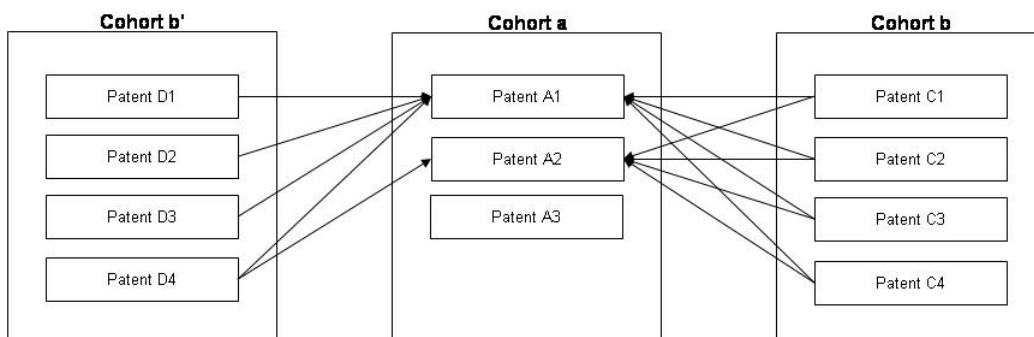 Cohort b'
Cohort a
Cohort b
Patent D1
Patent A1
Patent C1
Patent D2
Patent A2
Patent C2
Patent D3
Patent A3
Patent C3
Patent D4
Patent C4